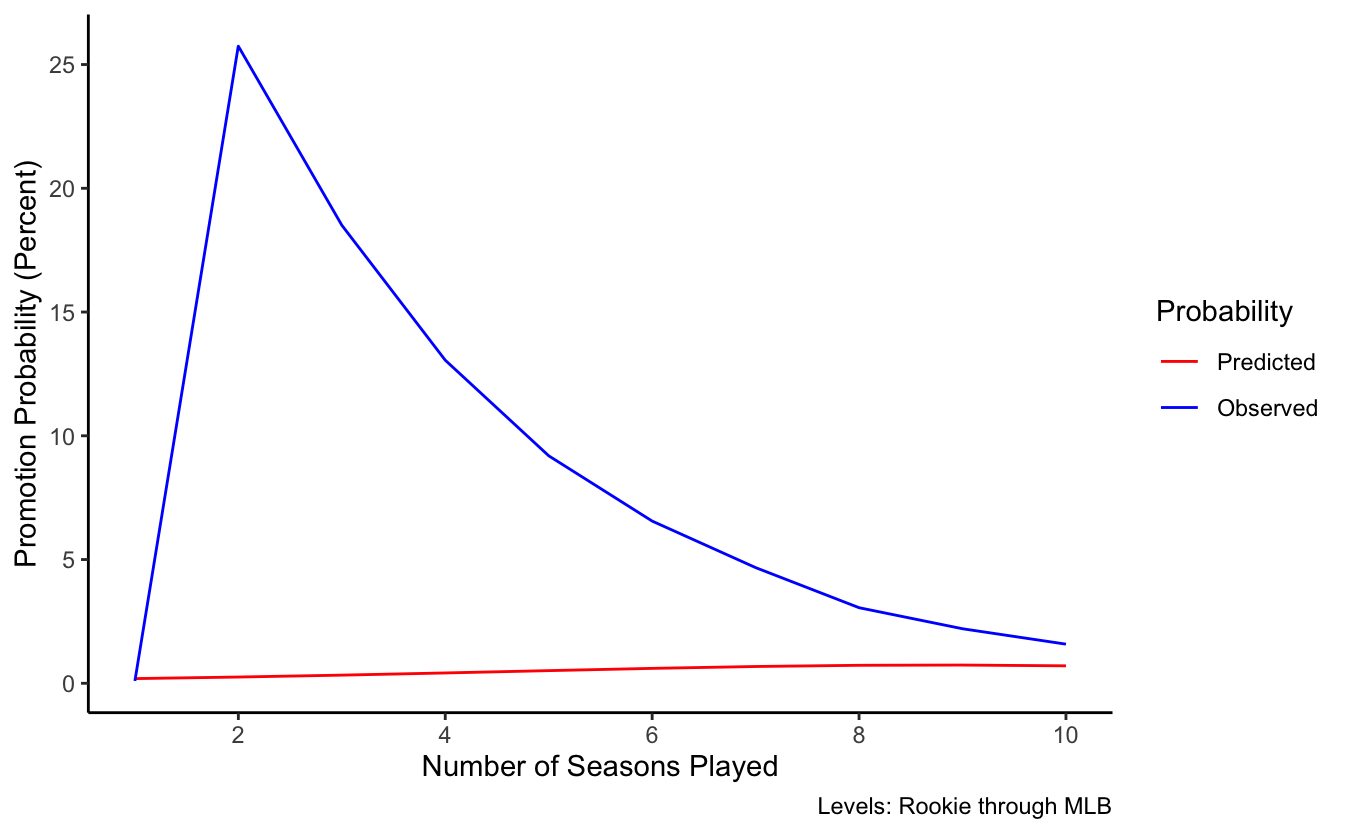 Promotion Probability (Percent)
25
20
15
10
5
0
2
4
6
8
10
Number of Seasons Played
Levels: Rookie through MLB
Probability
Predicted
Observed